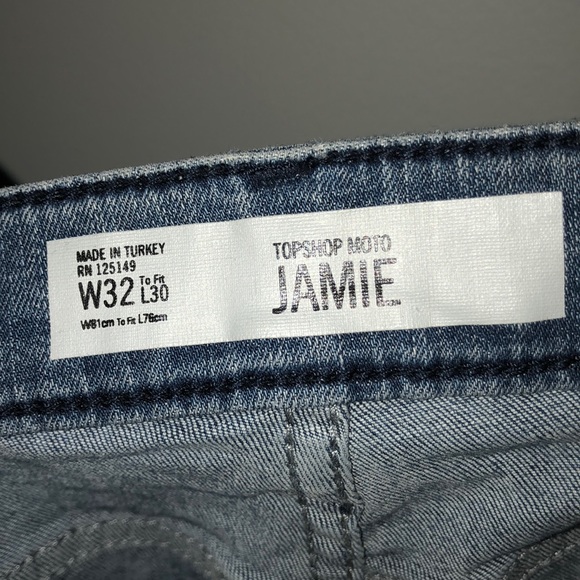 MADE IN TURKEY
RN 125149
W32 To Fit L30
W81cm To Fit L76cm
TOPSHOP MOTO
JAMIE